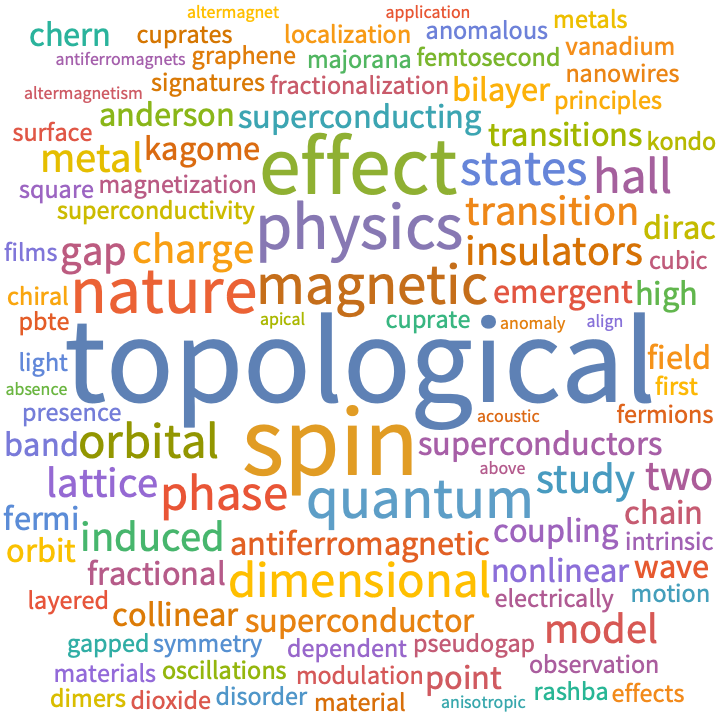 altermagnet application
chern cuprates localization anomalous metals
antiferromagnets graphene majorana femtosecond vanadium
altermagnetism signatures fractionalization bilayer nanowires
anderson superconducting principles
surface metal kagome effect transitions kondo
square magnetization states hall
superconductivity physics transition dirac
films gap charge insulators cubic
chiral nature magnetic emergent high
pbte apical cuprate anomaly align
light topological field
absence first
presence acoustic fermions
band orbital spin superconductors
lattice phase above study two
fermi quantum chain
orbit induced antiferromagnetic coupling intrinsic
fractional dimensional nonlinear wave
layered electrically motion
collinear superconductor model
gapped symmetry dependent pseudogap
materials oscillations modulation point observation
dimers dioxide disorder material anisotropic rashba effects